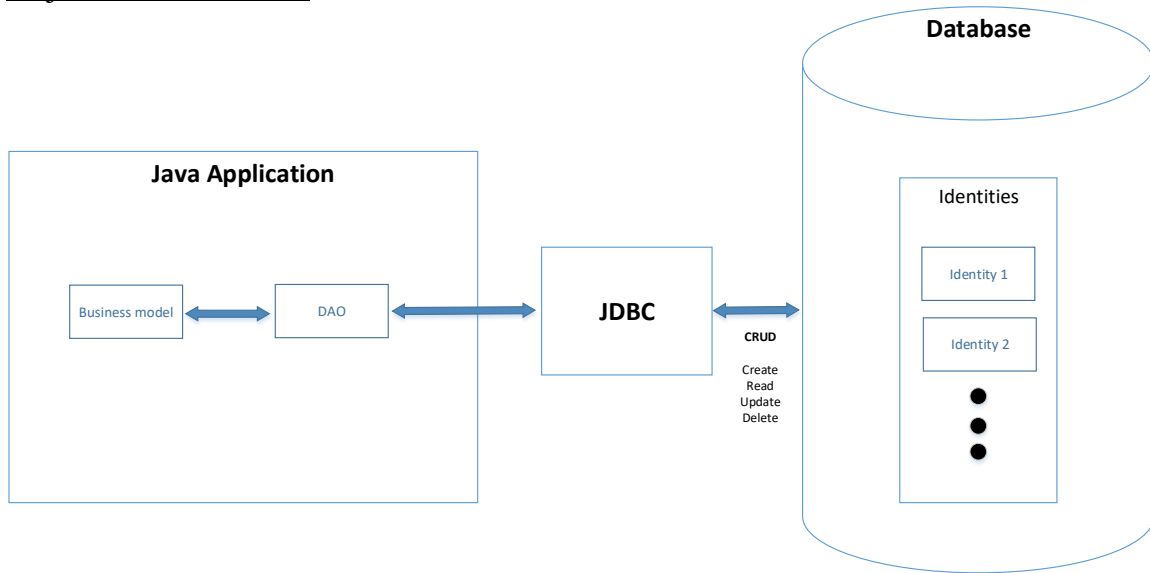 Database
Java Application
Identities
Identity 1
Business model
DAO
JDBC
Identity 2
CRUD
Create
Read
Update
Delete